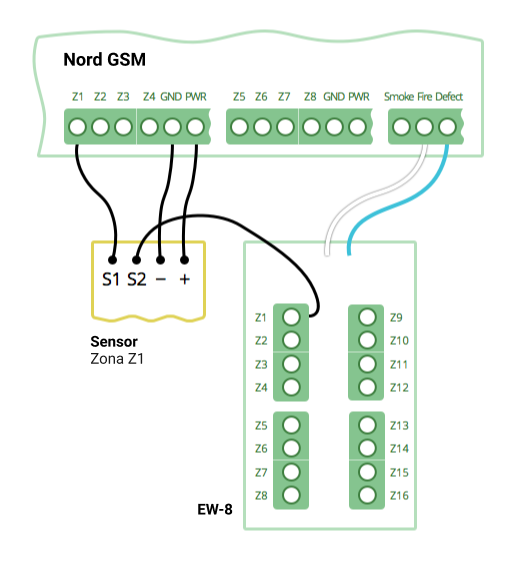 Nord GSM
Z1 Z2 Z3 Z4 GND PWR Z5 Z6 Z7 Z8 GND PWR Smoke Fire Defect
S1 S2 − +
Sensor
Zona Z1
Z1 Z9
Z2 Z10
Z3 Z11
Z4 Z12
Z5 Z13
Z6 Z14
Z7 Z15
Z8 Z16
EW-8